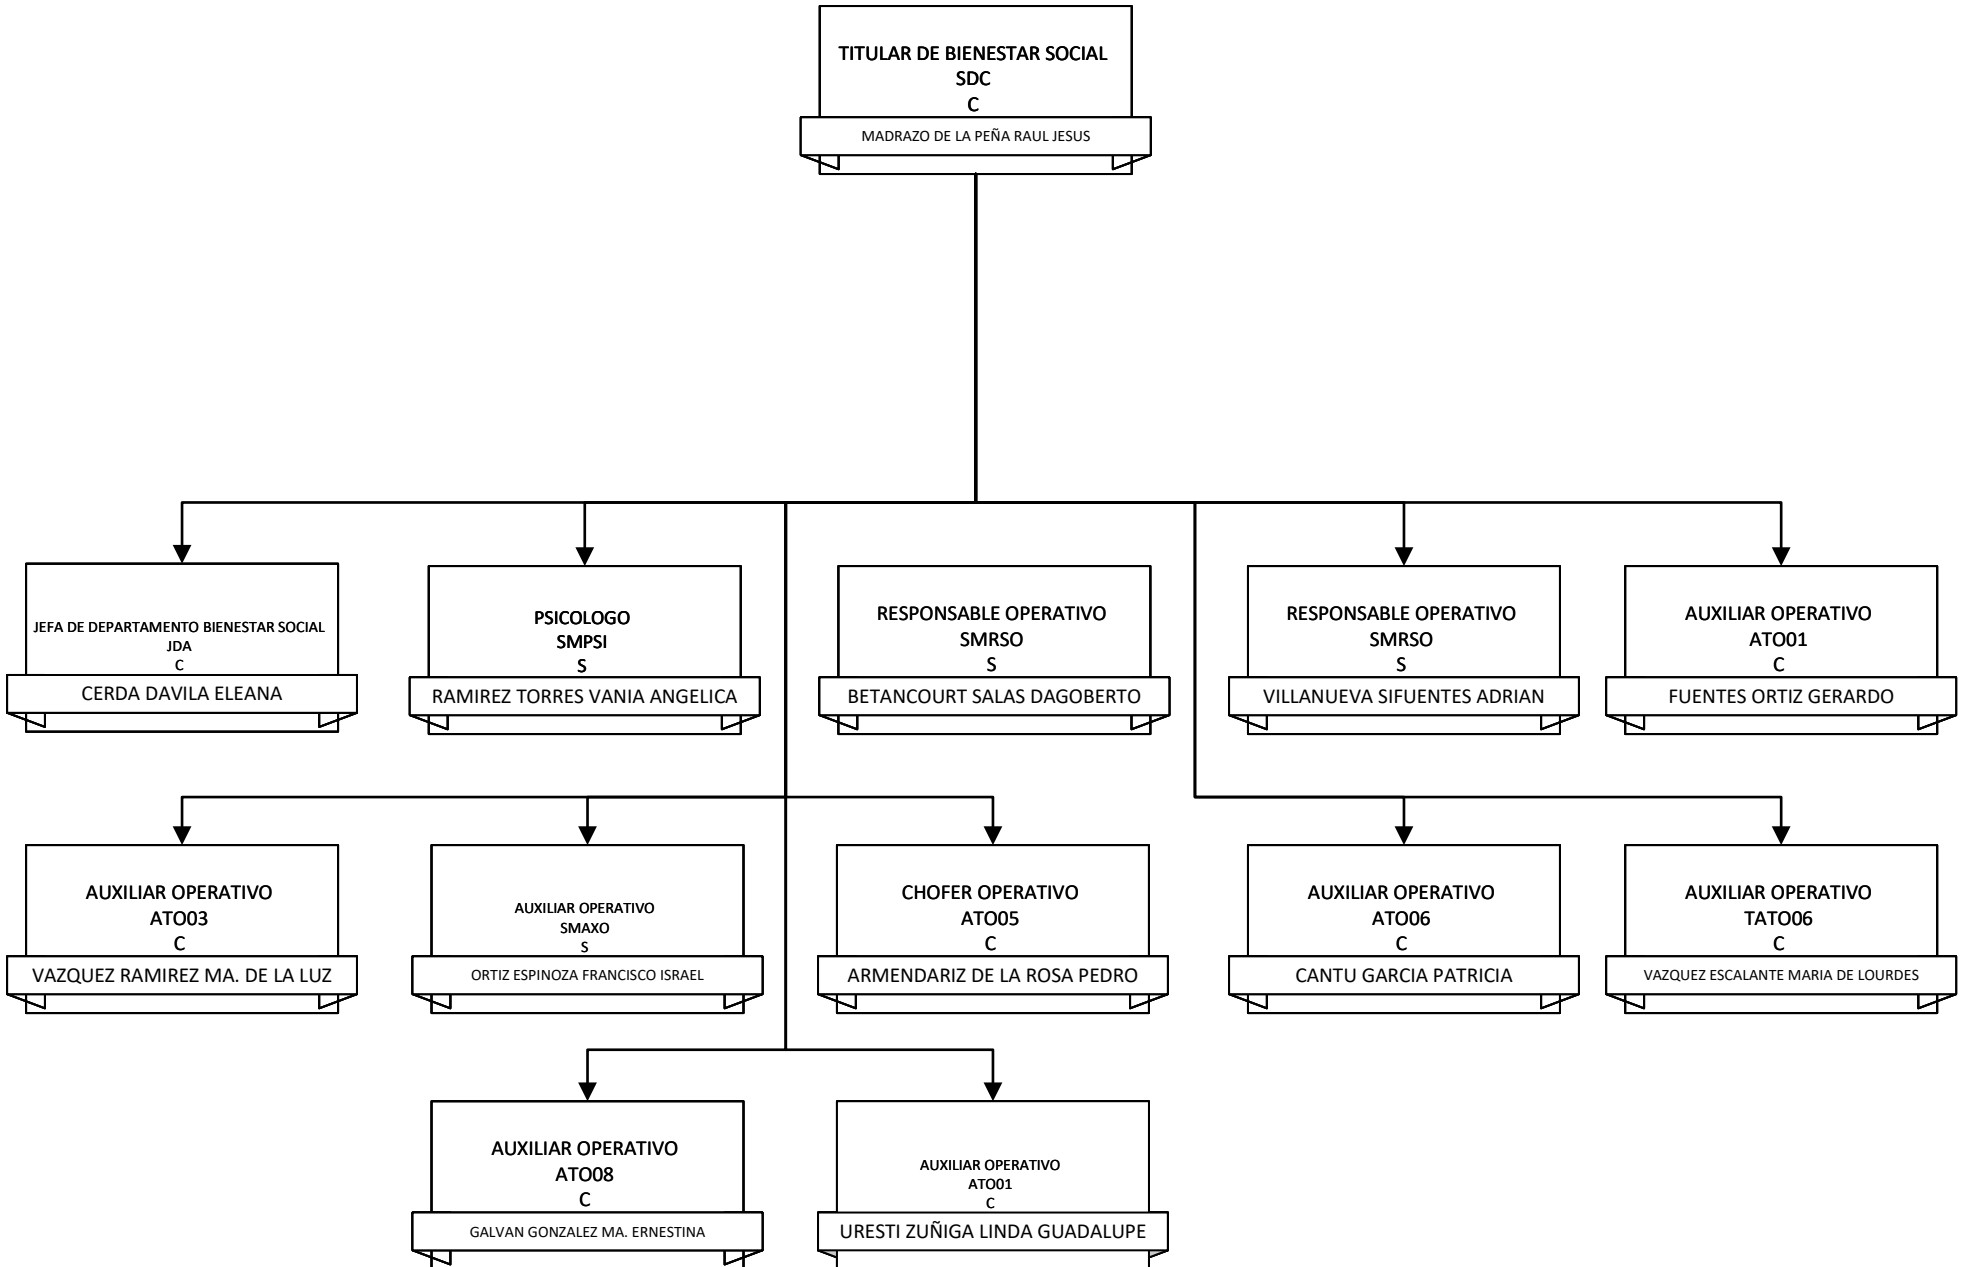 TITULAR DE BIENESTAR SOCIAL
SDC
C
MADRAZO DE LA PEÑA RAUL JESUS
JEFA DE DEPARTAMENTO BIENESTAR SOCIAL
JDA
C
CERDA DAVILA ELEANA
PSICOLOGO
SMPSI
S
RAMIREZ TORRES VANIA ANGELICA
RESPONSABLE OPERATIVO
SMRSO
S
BETANCOURT SALAS DAGOBERTO
RESPONSABLE OPERATIVO
SMRSO
S
VILLANUEVA SIFUENTES ADRIAN
AUXILIAR OPERATIVO
ATO01
C
FUENTES ORTIZ GERARDO
AUXILIAR OPERATIVO
ATO03
C
VAZQUEZ RAMIREZ MA. DE LA LUZ
AUXILIAR OPERATIVO
SMAXO
S
ORTIZ ESPINOZA FRANCISCO ISRAEL
CHOFER OPERATIVO
ATO05
C
ARMENDARIZ DE LA ROSA PEDRO
AUXILIAR OPERATIVO
ATO06
C
CANTU GARCIA PATRICIA
AUXILIAR OPERATIVO
TATO06
C
VAZQUEZ ESCALANTE MARIA DE LOURDES
AUXILIAR OPERATIVO
ATO08
C
GALVAN GONZALEZ MA. ERNESTINA
AUXILIAR OPERATIVO
ATO01
C
URESTI ZUÑIGA LINDA GUADALUPE